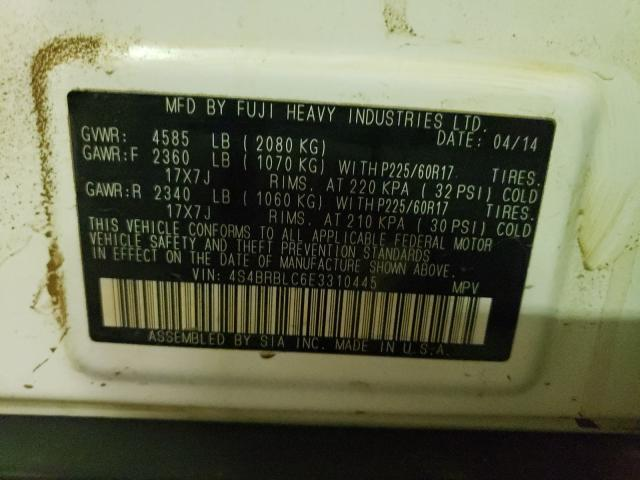 MFD BY FUJI HEAVY INDUSTRIES LTD.
GVWR: 4585 LB (2080 KG) DATE: 04/14
GAWR:F 2360 LB (1070 KG) WITH P225/60R17 TIRES.
17X7J RIMS. AT 220 KPA (32 PSI) COLD
GAWR:R 2340 LB (1060 KG) WITH P225/60R17 TIRES.
17X7J RIMS. AT 210 KPA (30 PSI) COLD
THIS VEHICLE CONFORMS TO ALL APPLICABLE FEDERAL MOTOR
VEHICLE SAFETY AND THEFT PREVENTION STANDARDS
IN EFFECT ON THE DATE OF MANUFACTURE SHOWN ABOVE.
VIN: 4S4BRBLC6E3310445 MPV
ASSEMBLED BY SIA INC. MADE IN U.S.A.